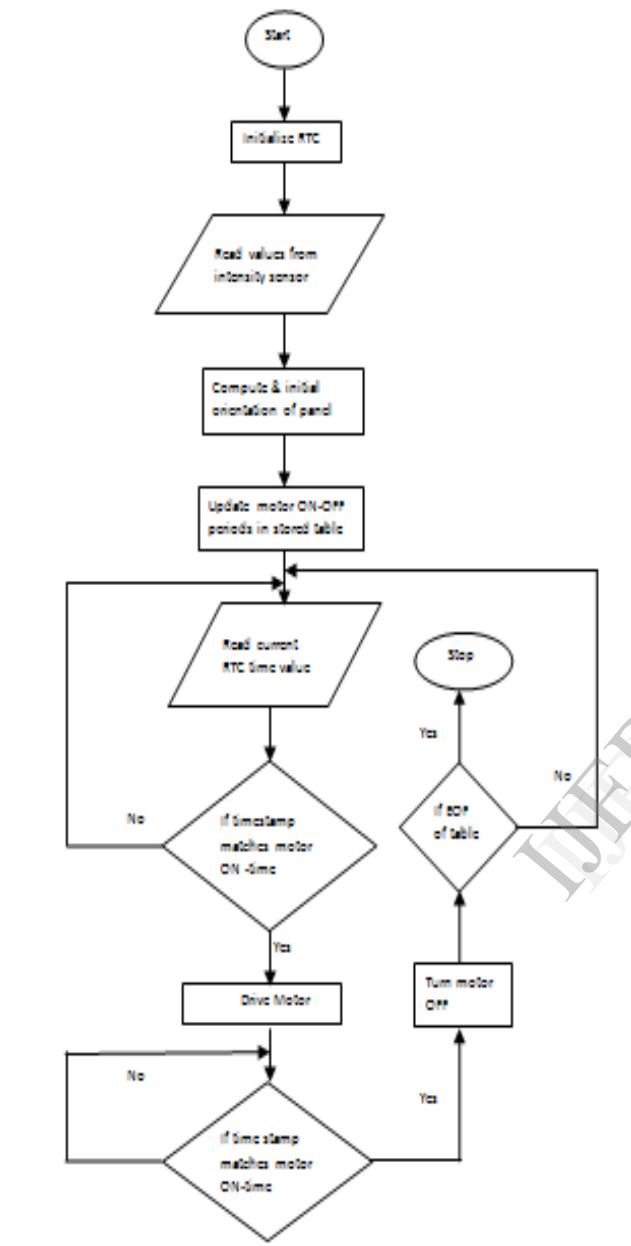 Start
Initialize RTC
Read values from
intensity sensor
Compute & initial
orientation of panel
Update motor ON-OFF
periods in stored table
Read current
RTC time value
Stop
Yes
No
If EOF
of table
No
If timestamp
matches motor
ON -time
Yes
Drive Motor
Turn motor
OFF
No
Yes
If time stamp
matches motor
ON-time